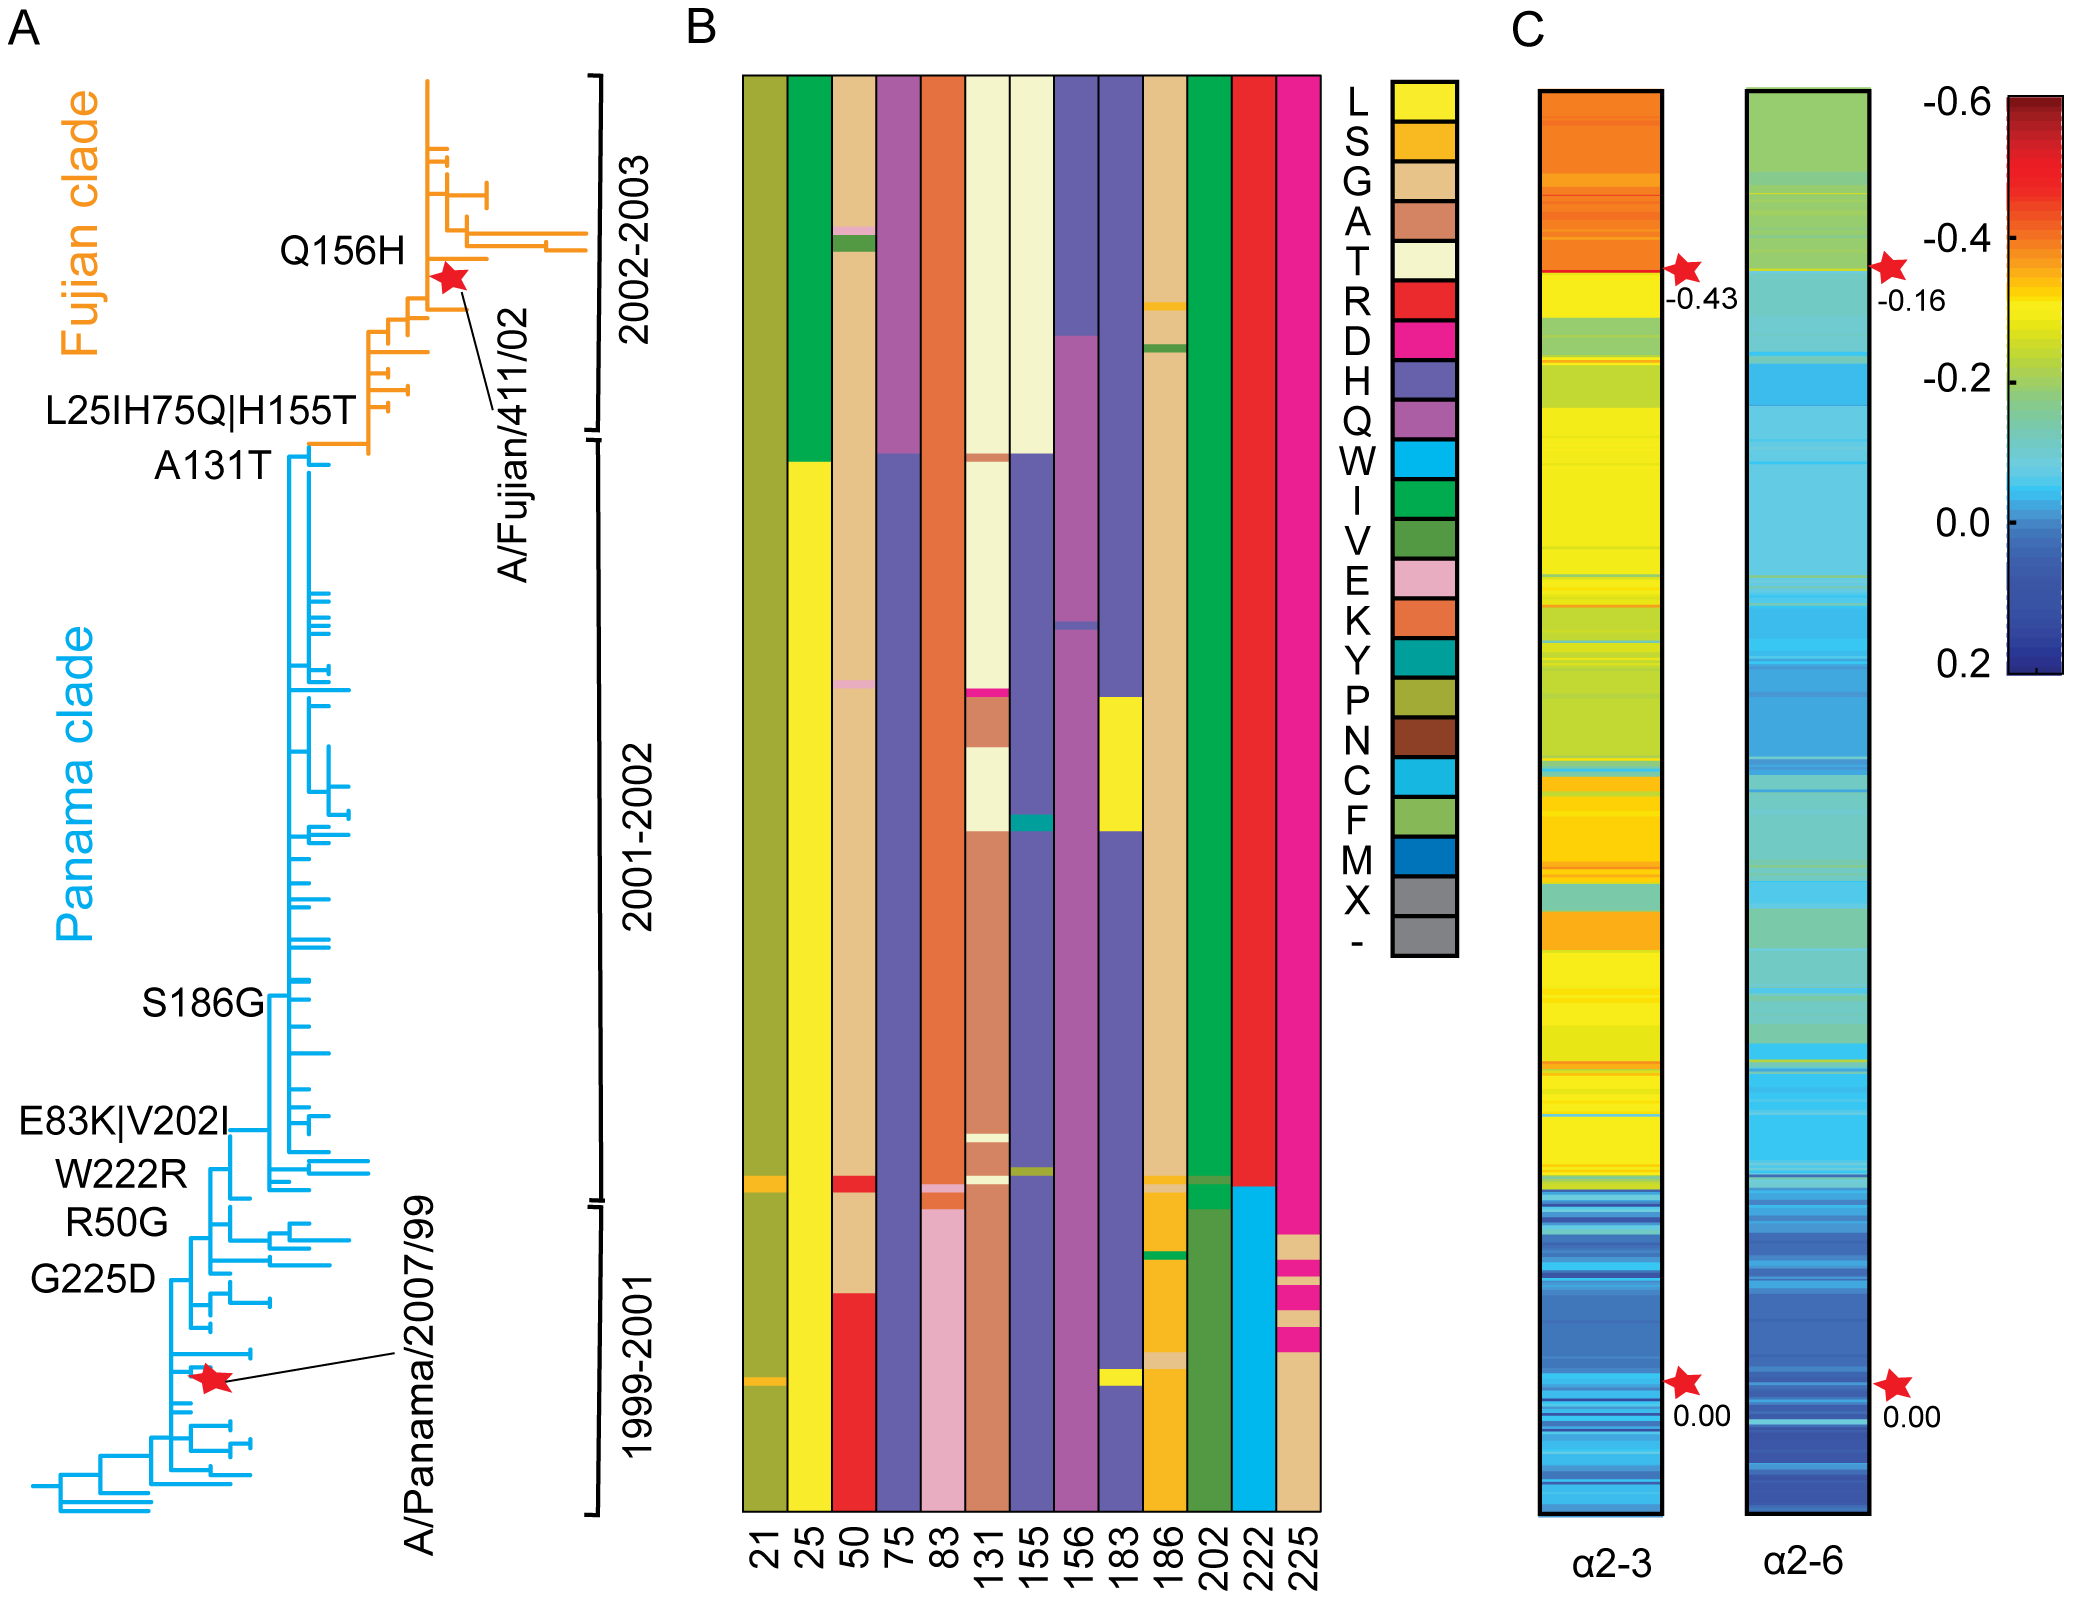 A
B
C
Fujian clade
Panama clade
Q156H
L25IH75Q|H155T
A131T
S186G
E83K|V202I
W222R
R50G
G225D
A/Fujian/411/02
A/Panama/2007/99
2002-2003
2001-2002
1999-2001
21
25
50
75
83
131
155
156
183
186
202
222
225
L
S
G
A
T
R
D
H
Q
W
I
V
E
K
Y
P
N
C
F
M
X
-
-0.43
0.00
α2-3
-0.16
0.00
α2-6
-0.6
-0.4
-0.2
0.0
0.2